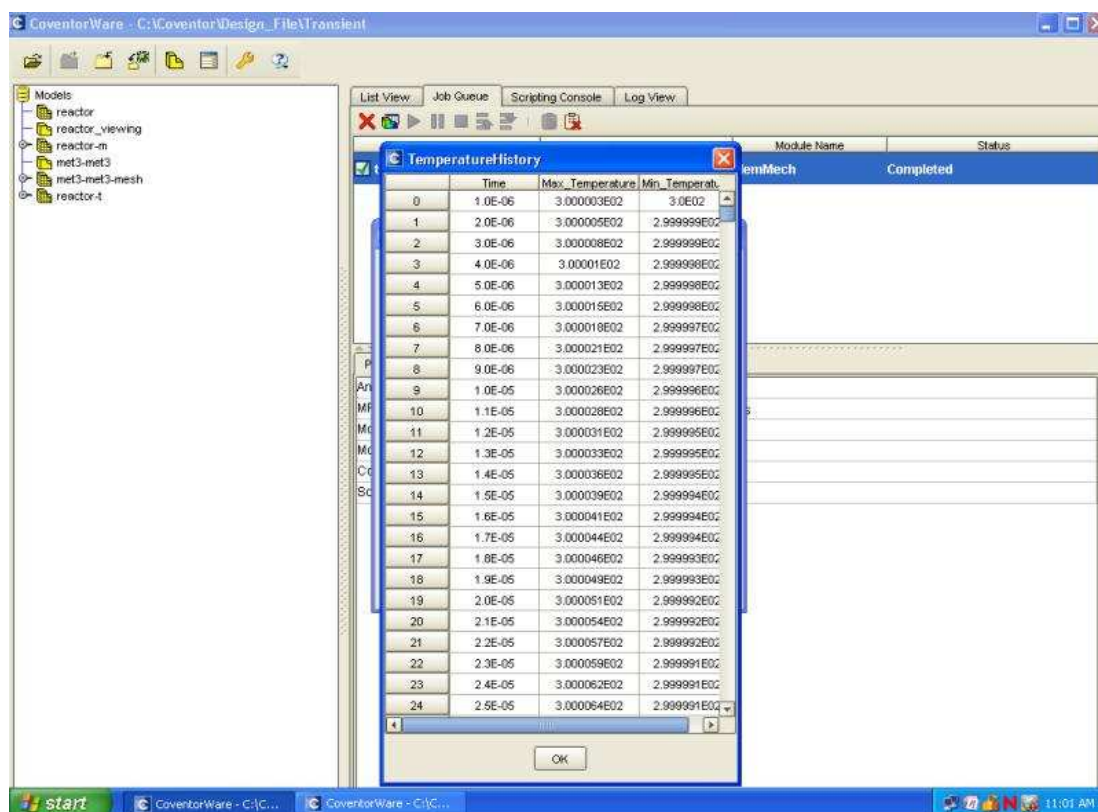 CoventorWare - C:\Coventor\Design_File\Transient
Models
reactor
reactor_viewing
reactor-m
met3-met3
met3-met3-mesh
reactor-t
List View Job Queue Scripting Console Log View
Module Name Status
Completed
TemperatureHistory
Time Max_Temperature Min_Temperatu
0 1.0E-06 3.000003E02 3.0E02
1 2.0E-06 3.000005E02 2.999999E02
2 3.0E-06 3.000008E02 2.999999E02
3 4.0E-06 3.00001E02 2.999998E02
4 5.0E-06 3.000013E02 2.999998E02
5 6.0E-06 3.000015E02 2.999998E02
6 7.0E-06 3.000018E02 2.999997E02
7 8.0E-06 3.000021E02 2.999997E02
8 9.0E-06 3.000023E02 2.999997E02
9 1.0E-05 3.000026E02 2.999996E02
10 1.1E-05 3.000028E02 2.999996E02
11 1.2E-05 3.000031E02 2.999995E02
12 1.3E-05 3.000033E02 2.999995E02
13 1.4E-05 3.000036E02 2.999995E02
14 1.5E-05 3.000039E02 2.999994E02
15 1.6E-05 3.000041E02 2.999994E02
16 1.7E-05 3.000044E02 2.999994E02
17 1.8E-05 3.000046E02 2.999993E02
18 1.9E-05 3.000049E02 2.999993E02
19 2.0E-05 3.000051E02 2.999992E02
20 2.1E-05 3.000054E02 2.999992E02
21 2.2E-05 3.000057E02 2.999992E02
22 2.3E-05 3.000059E02 2.999991E02
23 2.4E-05 3.000062E02 2.999991E02
24 2.5E-05 3.000064E02 2.999991E02
OK
start CoventorWare - C:\C... CoventorWare - C:\C... 11:01 AM